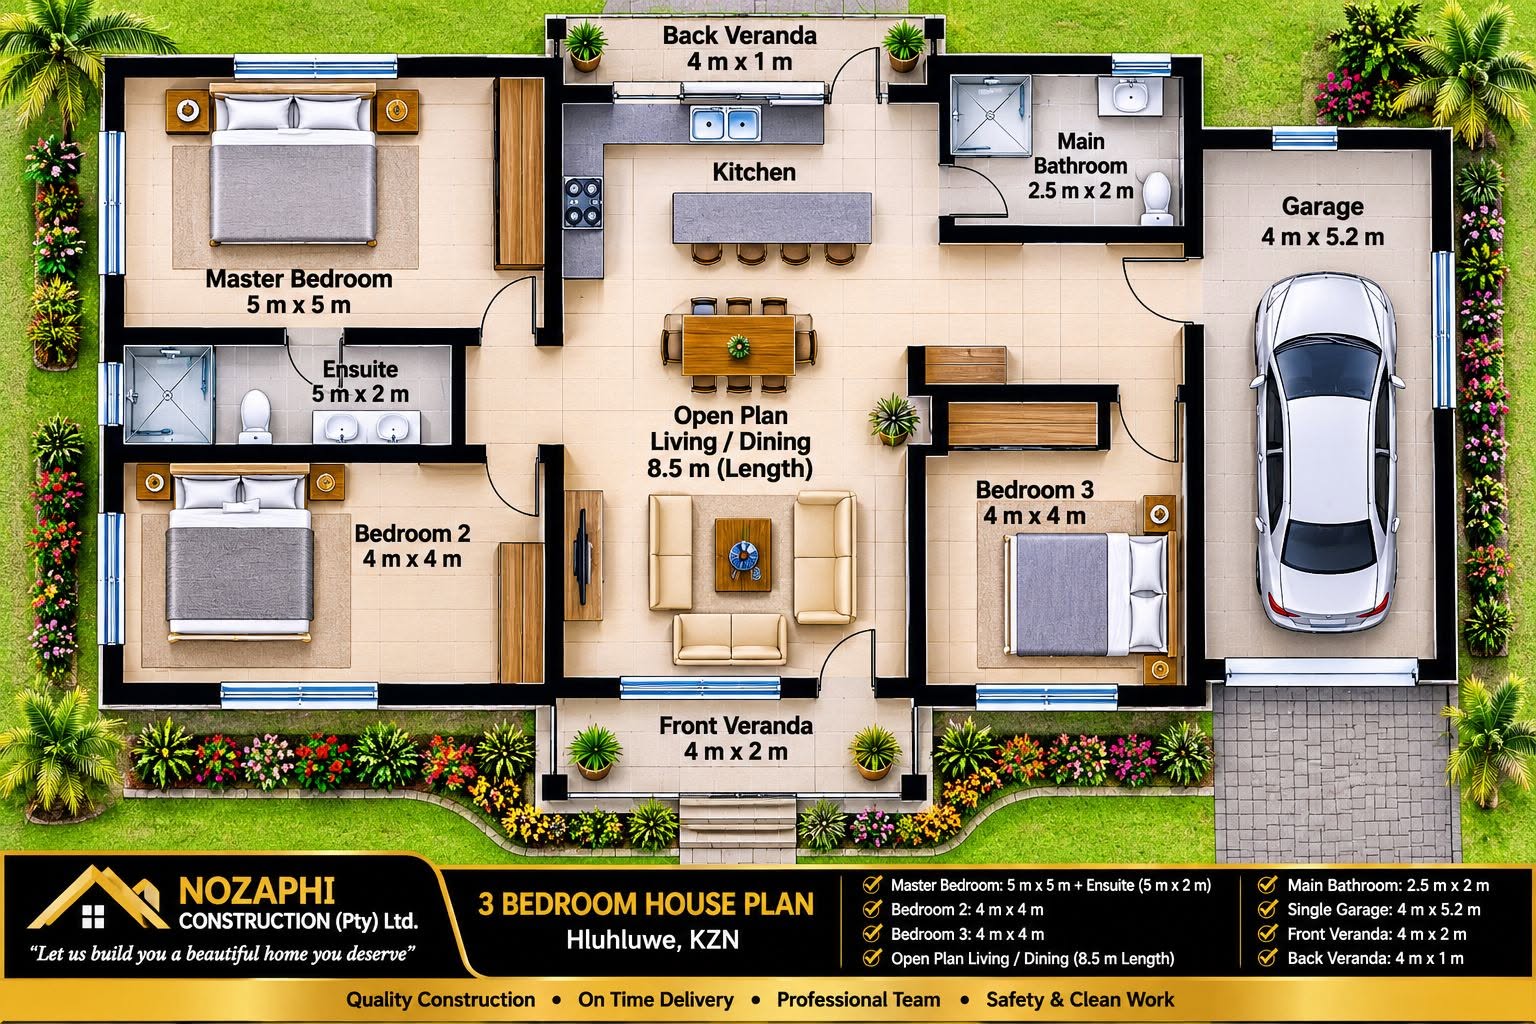 Back Veranda
4 m x 1 m
Kitchen
Main
Bathroom
2.5 m x 2 m
Garage
4 m x 5.2 m
Master Bedroom
5 m x 5 m
Ensuite
5 m x 2 m
Open Plan
Living / Dining
8.5 m (Length)
Bedroom 2
4 m x 4 m
Bedroom 3
4 m x 4 m
Front Veranda
4 m x 2 m
NOZAPHI
CONSTRUCTION (Pty) Ltd.
“Let us build you a beautiful home you deserve”
3 BEDROOM HOUSE PLAN
Hluhluwe, KZN
Master Bedroom: 5 m x 5 m + Ensuite (5 m x 2 m)
Bedroom 2: 4 m x 4 m
Bedroom 3: 4 m x 4 m
Open Plan Living / Dining (8.5 m Length)
Main Bathroom: 2.5 m x 2 m
Single Garage: 4 m x 5.2 m
Front Veranda: 4 m x 2 m
Back Veranda: 4 m x 1 m
Quality Construction • On Time Delivery • Professional Team • Safety & Clean Work